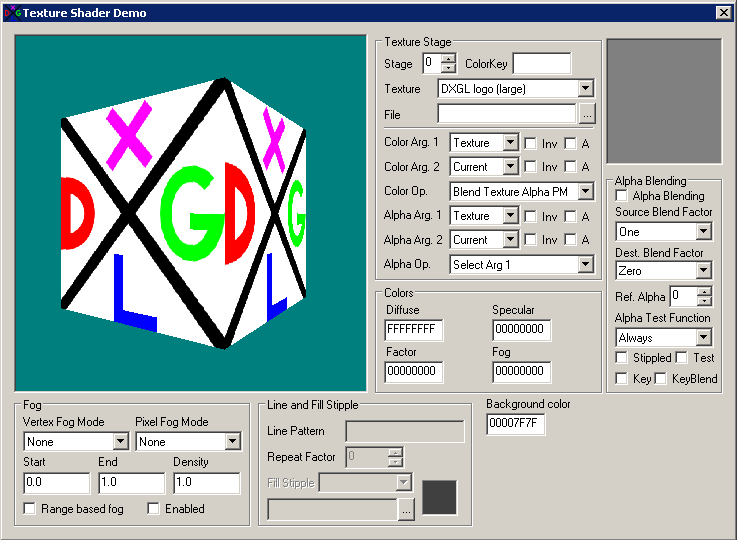 Texture Shader Demo
X X
D G D G
L L
Texture Stage
Stage 0 ColorKey
Texture DXGL logo (large)
File ...
Color Arg. 1 Texture Inv A
Color Arg. 2 Current Inv A
Color Op. Blend Texture Alpha PM
Alpha Arg. 1 Texture Inv A
Alpha Arg. 2 Current Inv A
Alpha Op. Select Arg 1
Colors
Diffuse Specular
FFFFFFFF 00000000
Factor Fog
00000000 00000000
Alpha Blending
Alpha Blending
Source Blend Factor
One
Dest. Blend Factor
Zero
Ref. Alpha 0
Alpha Test Function
Always
Stippled Test
Key KeyBlend
Fog
Vertex Fog Mode Pixel Fog Mode
None None
Start End Density
0.0 1.0 1.0
Range based fog Enabled
Line and Fill Stipple
Line Pattern
Repeat Factor 0
Fill Stipple
...
Background color
00007F7F